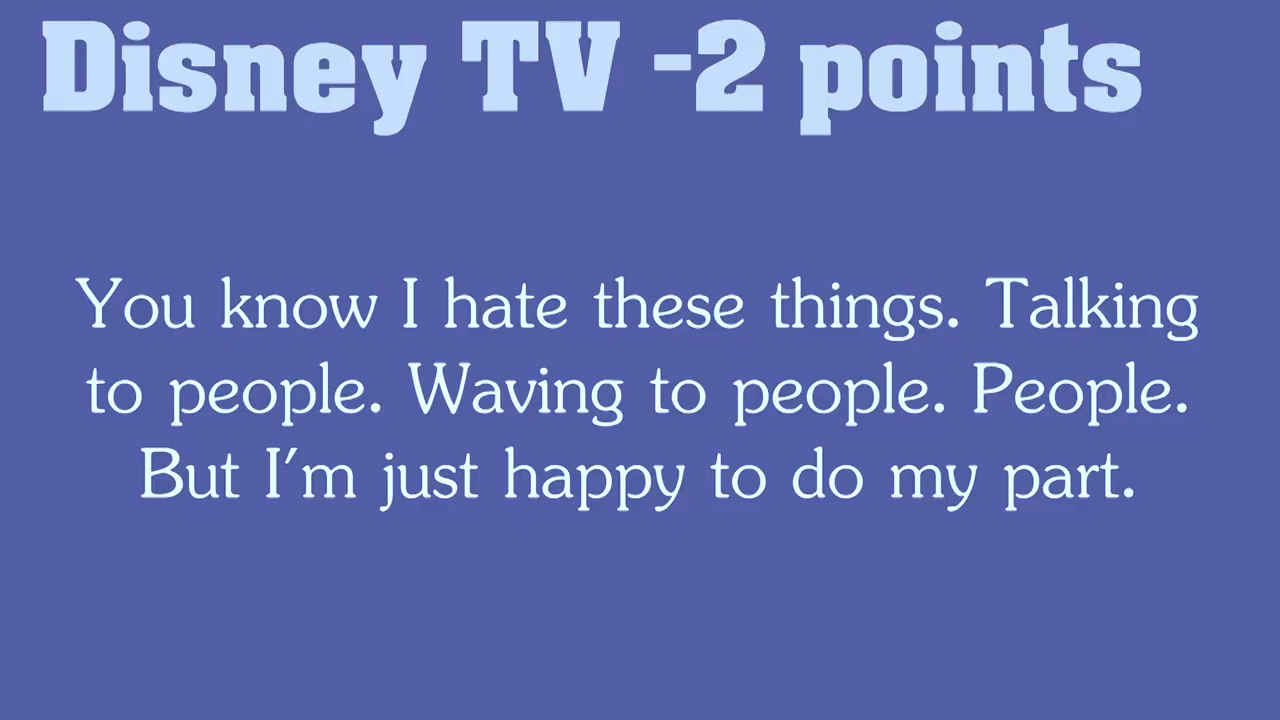 Disney TV -2 points
You know I hate these things. Talking
to people. Waving to people. People.
But I’m just happy to do my part.